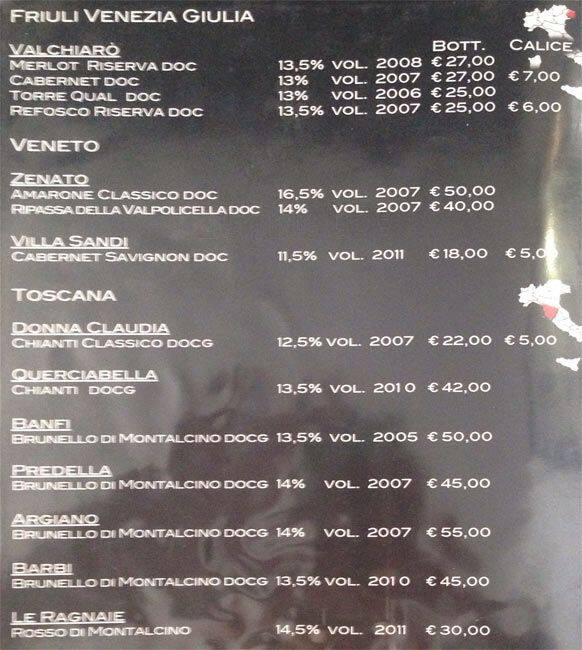 FRIULI VENEZIA GIULIA
BOTT. CALICE
VALCHIARÒ
MERLOT RISERVA DOC 13,5% VOL. 2008 € 27,00
CABERNET DOC 13% VOL. 2007 € 27,00 € 7,00
TORRE QUAL DOC 13% VOL. 2006 € 25,00
REFOSCO RISERVA DOC 13,5% VOL. 2007 € 25,00 € 6,00
VENETO
ZENATO
AMARONE CLASSICO DOC 16,5% VOL. 2007 € 50,00
RIPASSA DELLA VALPOLICELLA DOC 14% VOL. 2007 € 40,00
VILLA SANDI
CABERNET SAVIGNON DOC 11,5% VOL. 2011 € 18,00 € 5,00
TOSCANA
DONNA CLAUDIA
CHIANTI CLASSICO DOCG 12,5% VOL. 2007 € 22,00 € 5,00
QUERCIABELLA
CHIANTI DOCG 13,5% VOL. 2010 € 42,00
BANFI
BRUNELLO DI MONTALCINO DOCG 13,5% VOL. 2005 € 50,00
PREDELLA
BRUNELLO DI MONTALCINO DOCG 14% VOL. 2007 € 45,00
ARGIANO
BRUNELLO DI MONTALCINO DOCG 14% VOL. 2007 € 55,00
BARBI
BRUNELLO DI MONTALCINO DOCG 13,5% VOL. 2010 € 45,00
LE RAGNAIE
ROSSO DI MONTALCINO 14,5% VOL. 2011 € 30,00